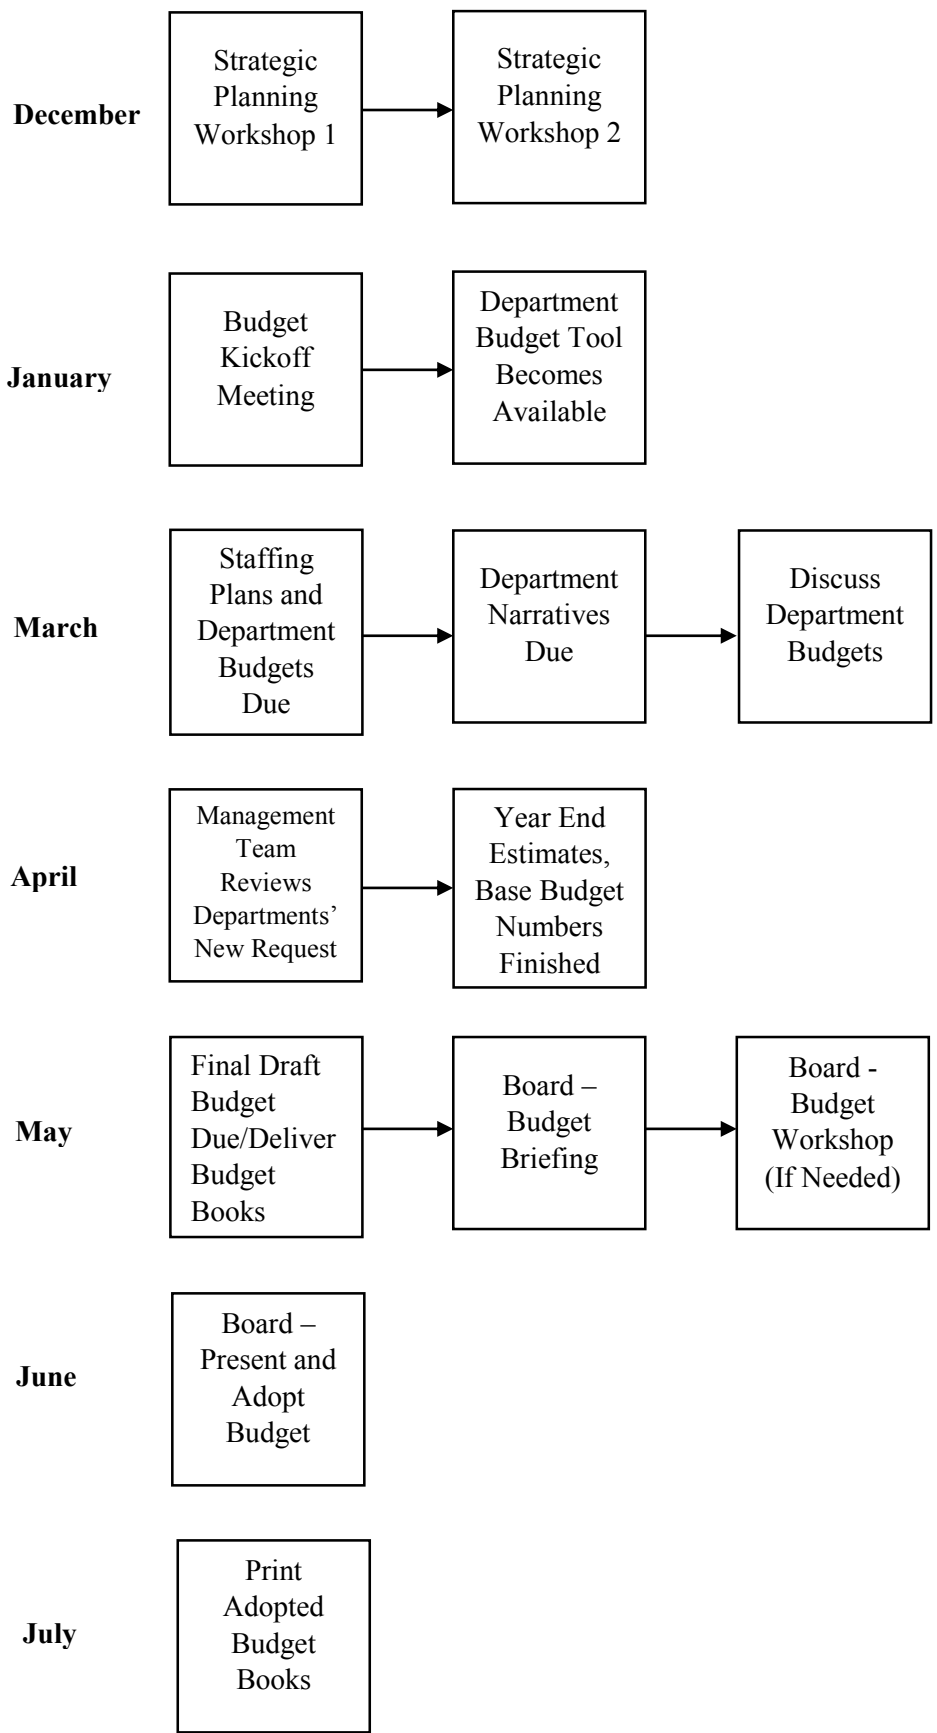 December
Strategic
Planning
Workshop 1
Strategic
Planning
Workshop 2
January
Budget
Kickoff
Meeting
Department
Budget Tool
Becomes
Available
March
Staffing
Plans and
Department
Budgets
Due
Department
Narratives
Due
Discuss
Department
Budgets
April
Management
Team
Reviews
Departments’
New Request
Year End
Estimates,
Base Budget
Numbers
Finished
May
Final Draft
Budget
Due/Deliver
Budget
Books
Board –
Budget
Briefing
Board -
Budget
Workshop
(If Needed)
June
Board –
Present and
Adopt
Budget
July
Print
Adopted
Budget
Books